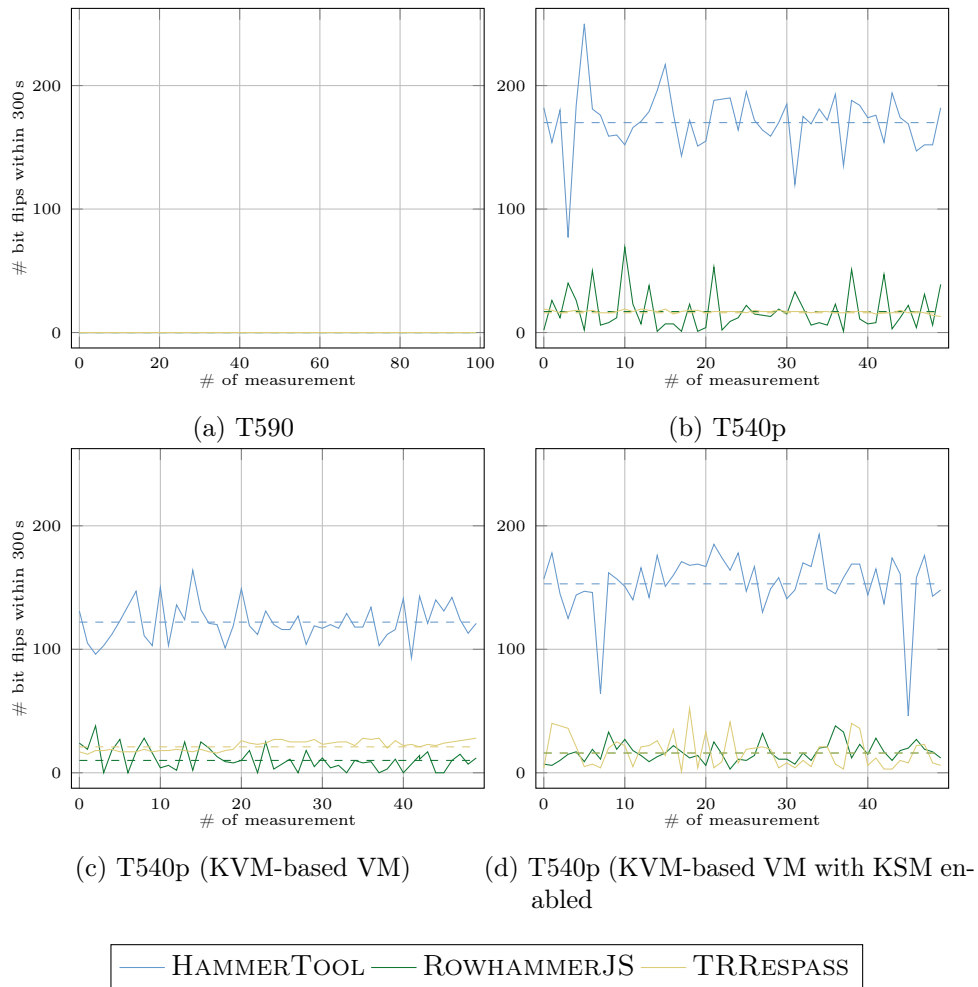 # bit flips within 300 s
200
100
0
0 20 40 60 80 100
# of measurement
(a) T590
200
100
0
0 10 20 30 40
# of measurement
(b) T540p
# bit flips within 300 s
200
100
0
0 10 20 30 40
# of measurement
(c) T540p (KVM-based VM)
200
100
0
0 10 20 30 40
# of measurement
(d) T540p (KVM-based VM with KSM en-
abled
HAMMERTOOL ROWHAMMERJS TRRESPASS